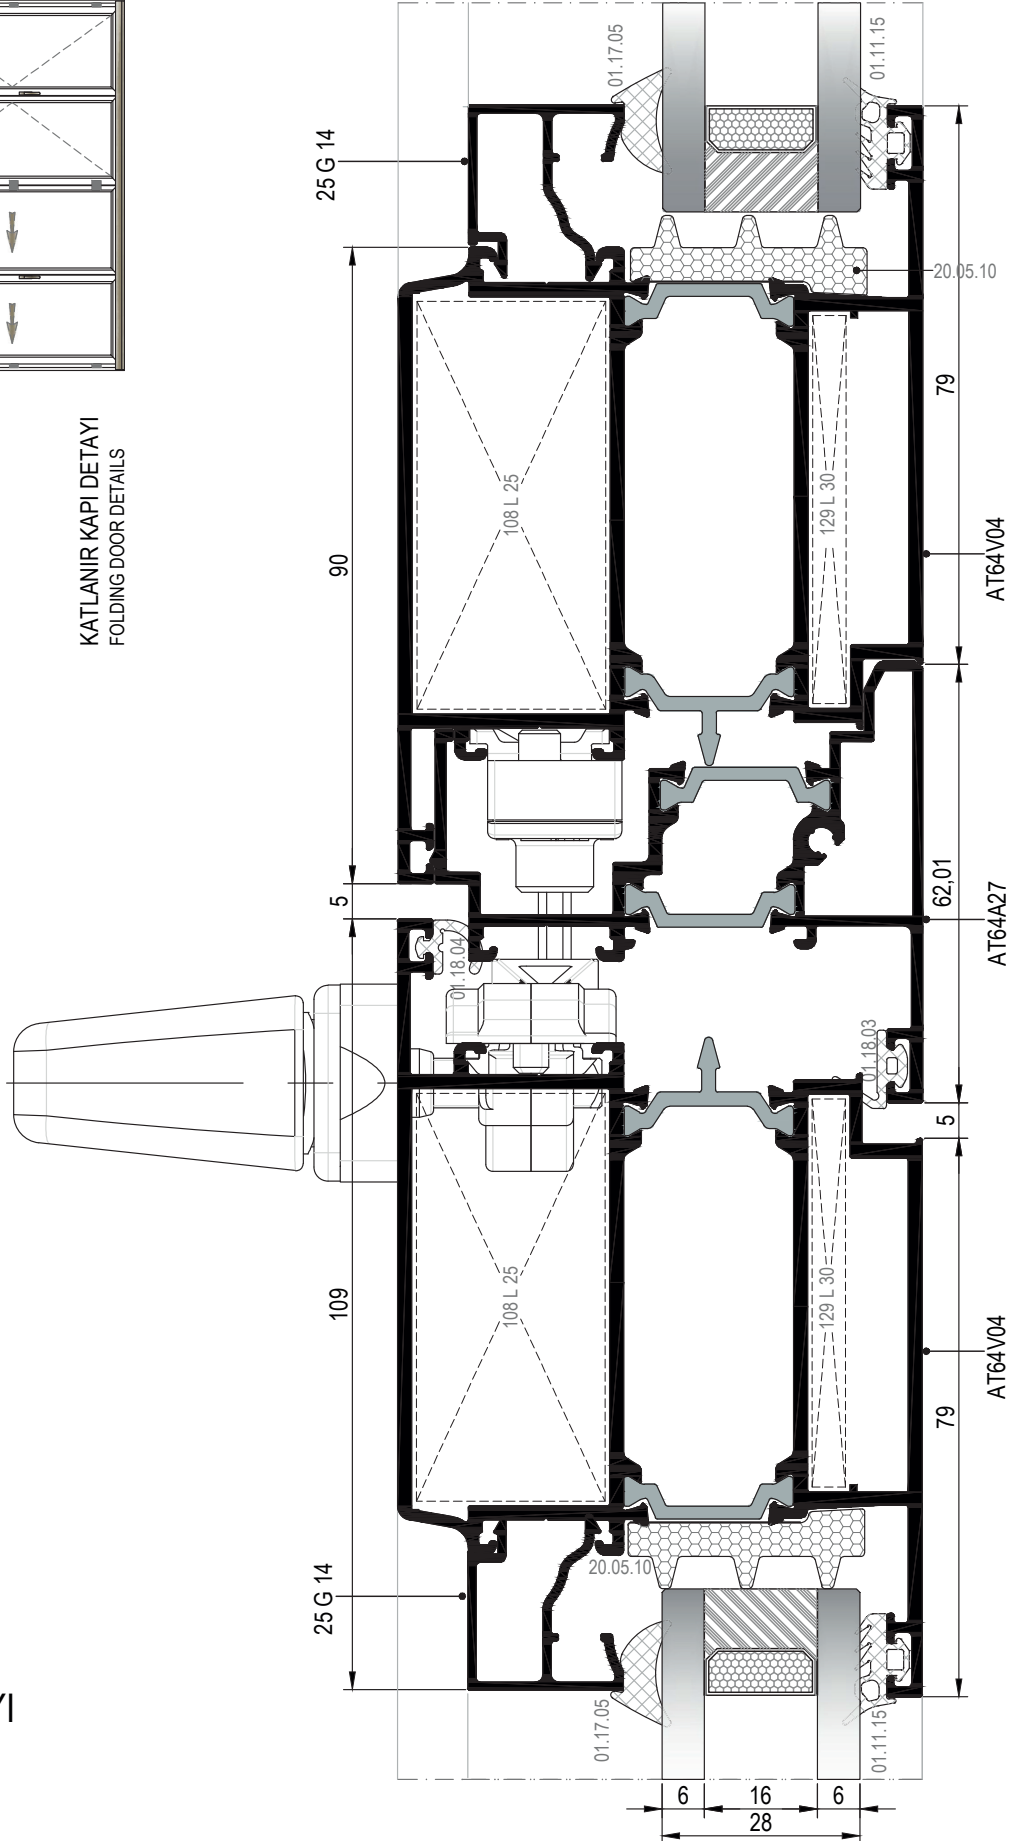 KATLANIR KAPI DETAYI
FOLDING DOOR DETAILS
01.17.05
01.11.15
25 G 14
20.05.10
79
90
108 L 25
129 L 30
AT64V04
5
62,01
AT64A27
01.18.04
01.18.03
5
109
108 L 25
129 L 30
AT64V04
79
25 G 14
20.05.10
01.17.05
01.11.15
6
16
6
28
YI